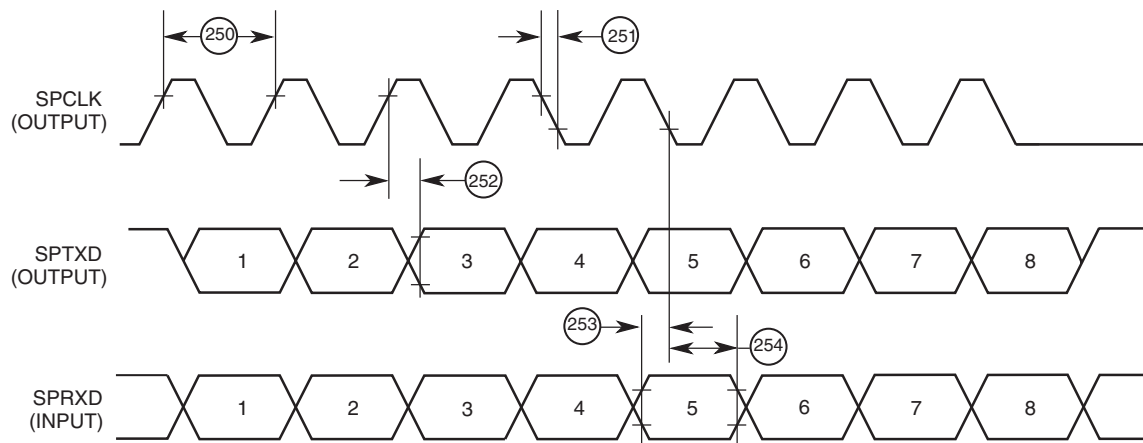 250
251
SPCLK
(OUTPUT)
252
SPTXD
(OUTPUT)
1 2 3 4 5 6 7 8
253
254
SPRXD
(INPUT)
1 2 3 4 5 6 7 8